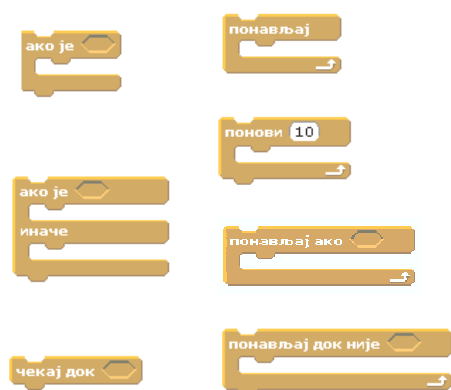 ако је
понављај
понови 10
ако је
иначе
понављај ако
чекај док
понављај док није